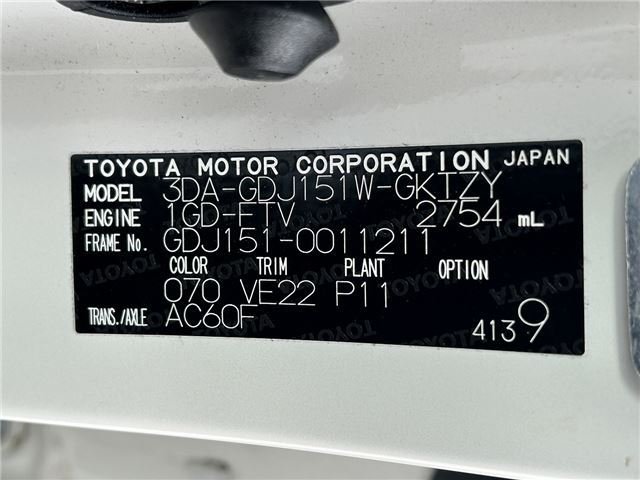 TOYOTA MOTOR CORPORATION JAPAN
MODEL 3DA-GDJ151W-GKTZY
ENGINE 1GD-FTV 2754 mL
FRAME No. GDJ151-0011211
COLOR TRIM PLANT OPTION
070 VE22 P11
TRANS./AXLE AC60F
4139